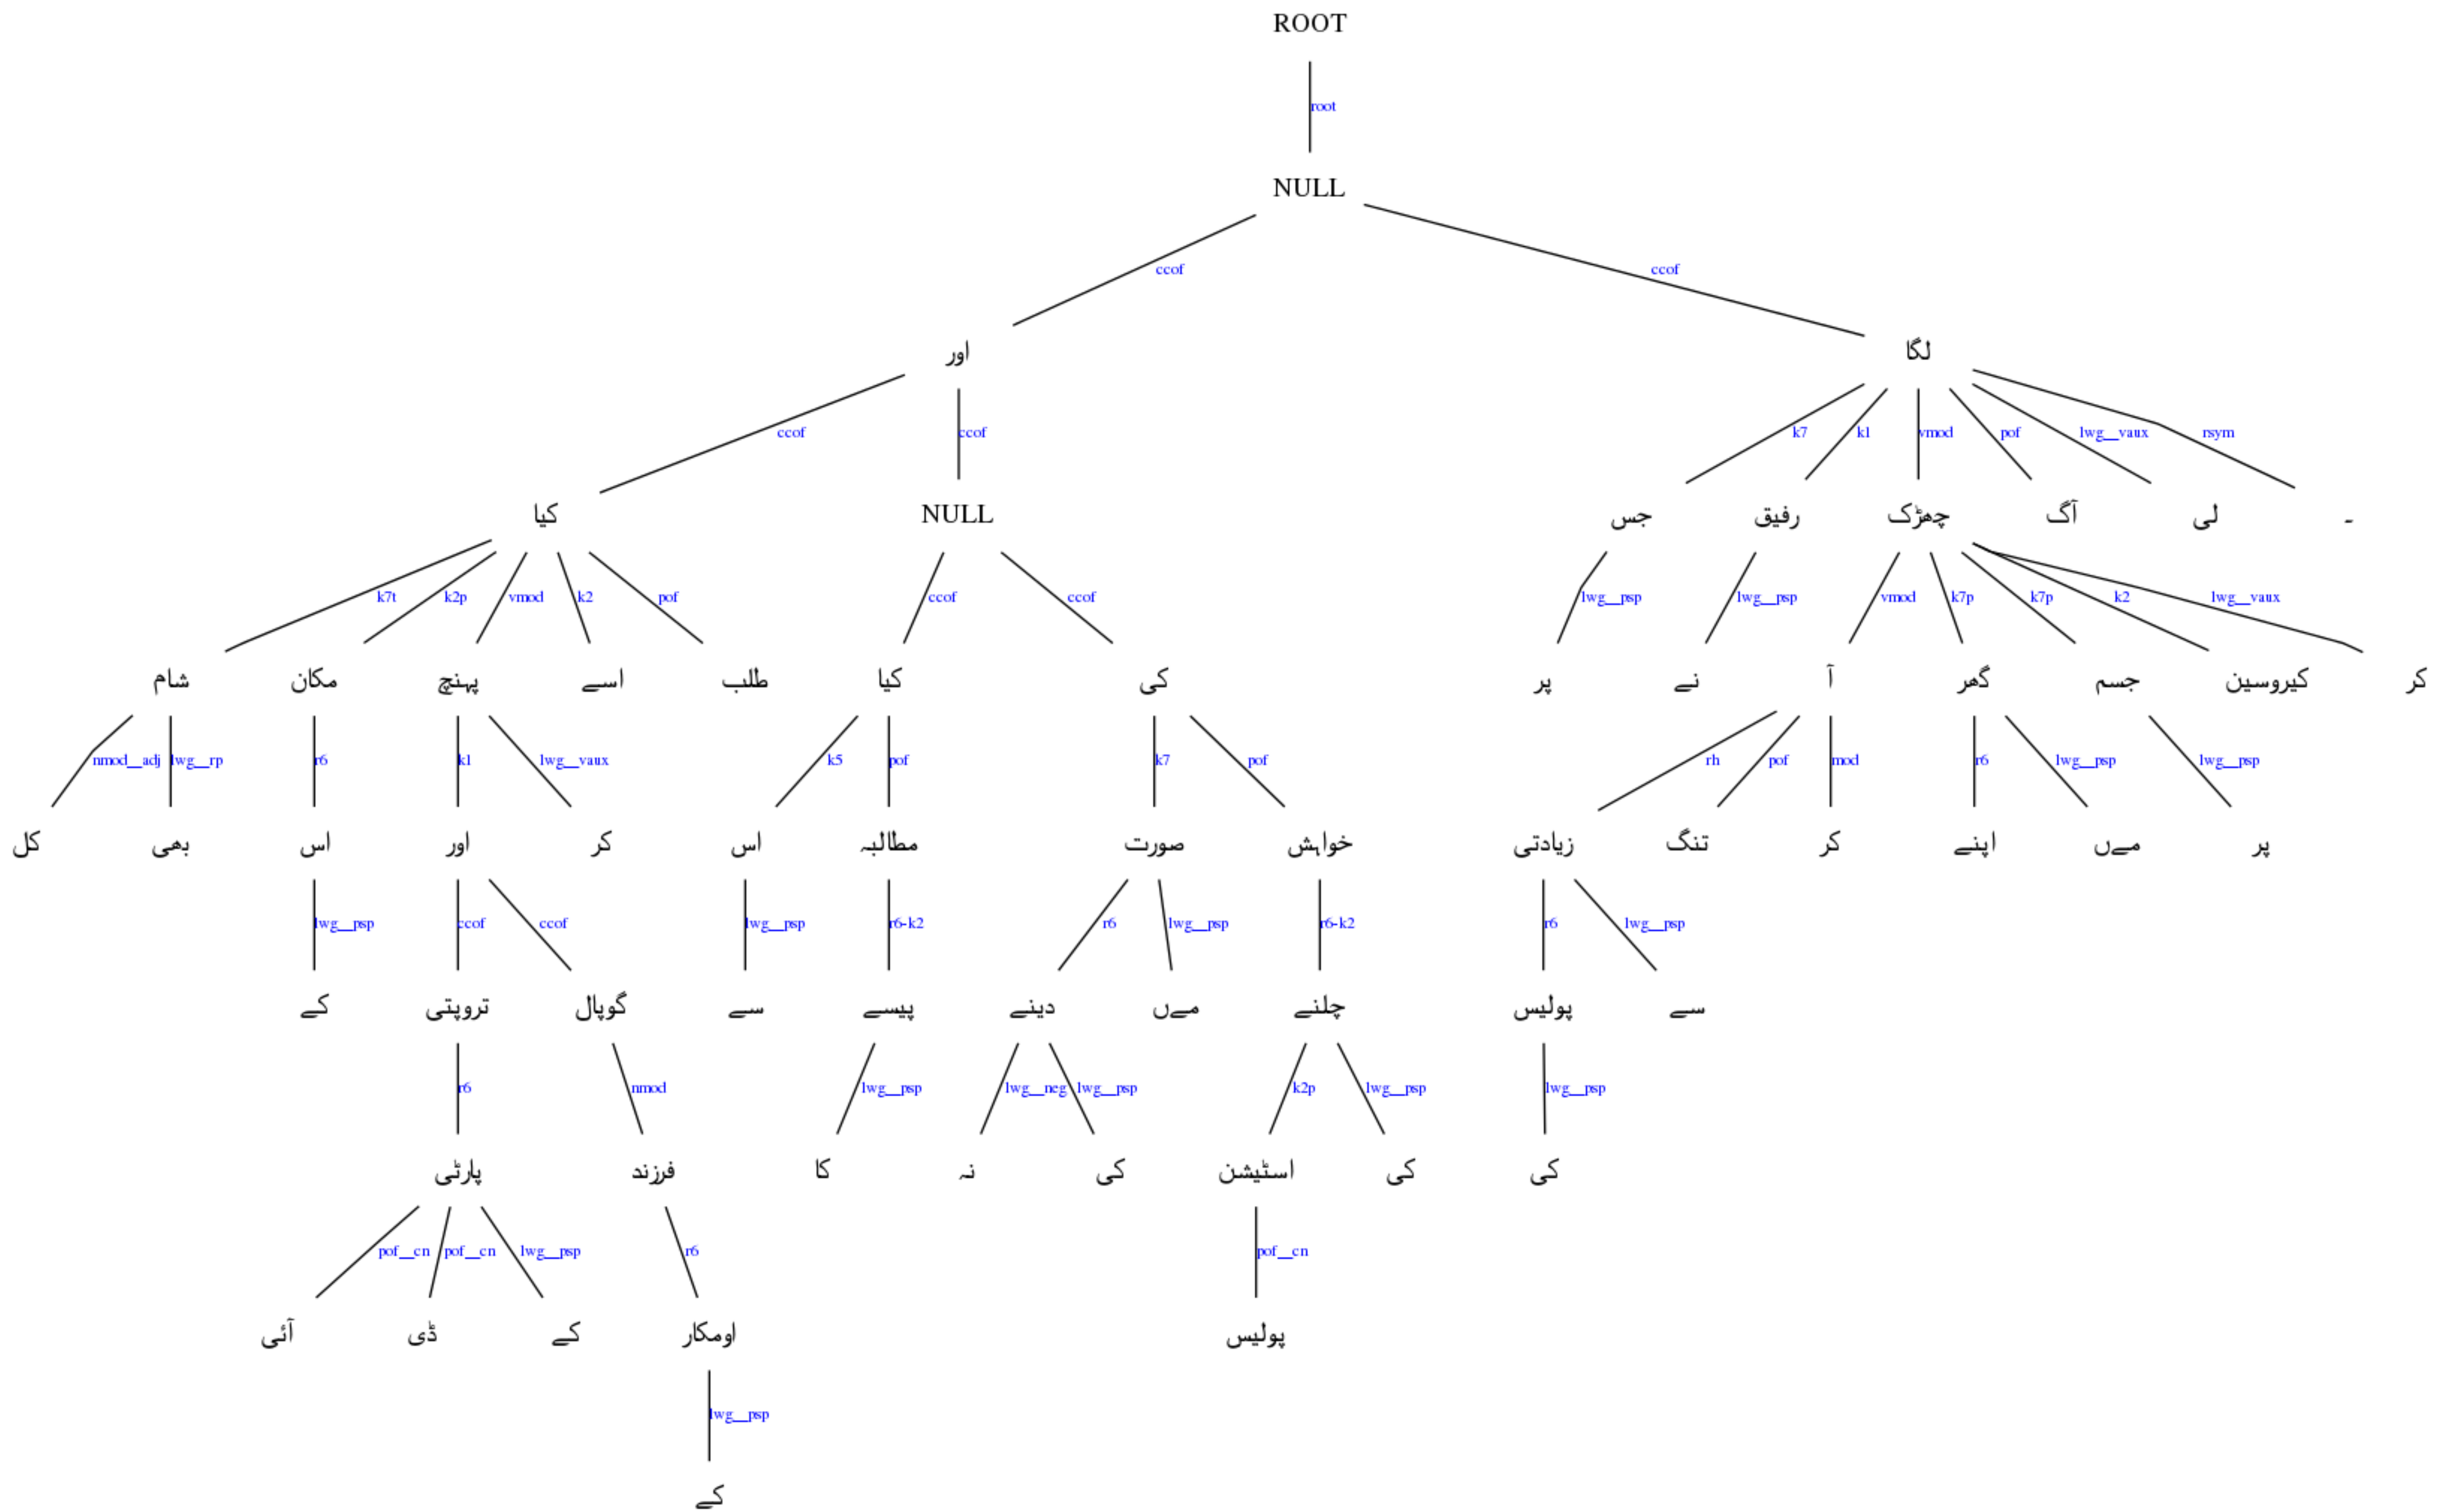 ROOT
root
NULL
ccof ccof
اور لگا
ccof ccof k7 k1 vmod pof lwg__vaux rsym
کیا NULL جس رفیق چھڑک آگ لی ۔
k7t k2p vmod k2 pof ccof ccof lwg__psp lwg__psp vmod k7p k7p k2 lwg__vaux
شام مکان پہنچ اسے طلب کیا کی پر نے آ گھر جسم کیروسین کر
nmod__adj lwg__rp r6 k1 lwg__vaux k5 pof k7 pof rh pof mod r6 lwg__psp lwg__psp
کل بھی اس اور کر اس مطالبہ صورت خواہش زیادتی تنگ کر اپنے مےں پر
lwg__psp ccof ccof lwg__psp r6-k2 r6 lwg__psp r6-k2 r6 lwg__psp
کے تروپتی گوپال سے پیسے دینے مےں چلنے پولیس سے
r6 nmod lwg__psp lwg__neg lwg__psp k2p lwg__psp lwg__psp
پارٹی فرزند کا نہ کی اسٹیشن کی کی
pof__cn pof__cn lwg__psp r6 pof__cn
آئی ڈی کے اومکار پولیس
lwg__psp
کے